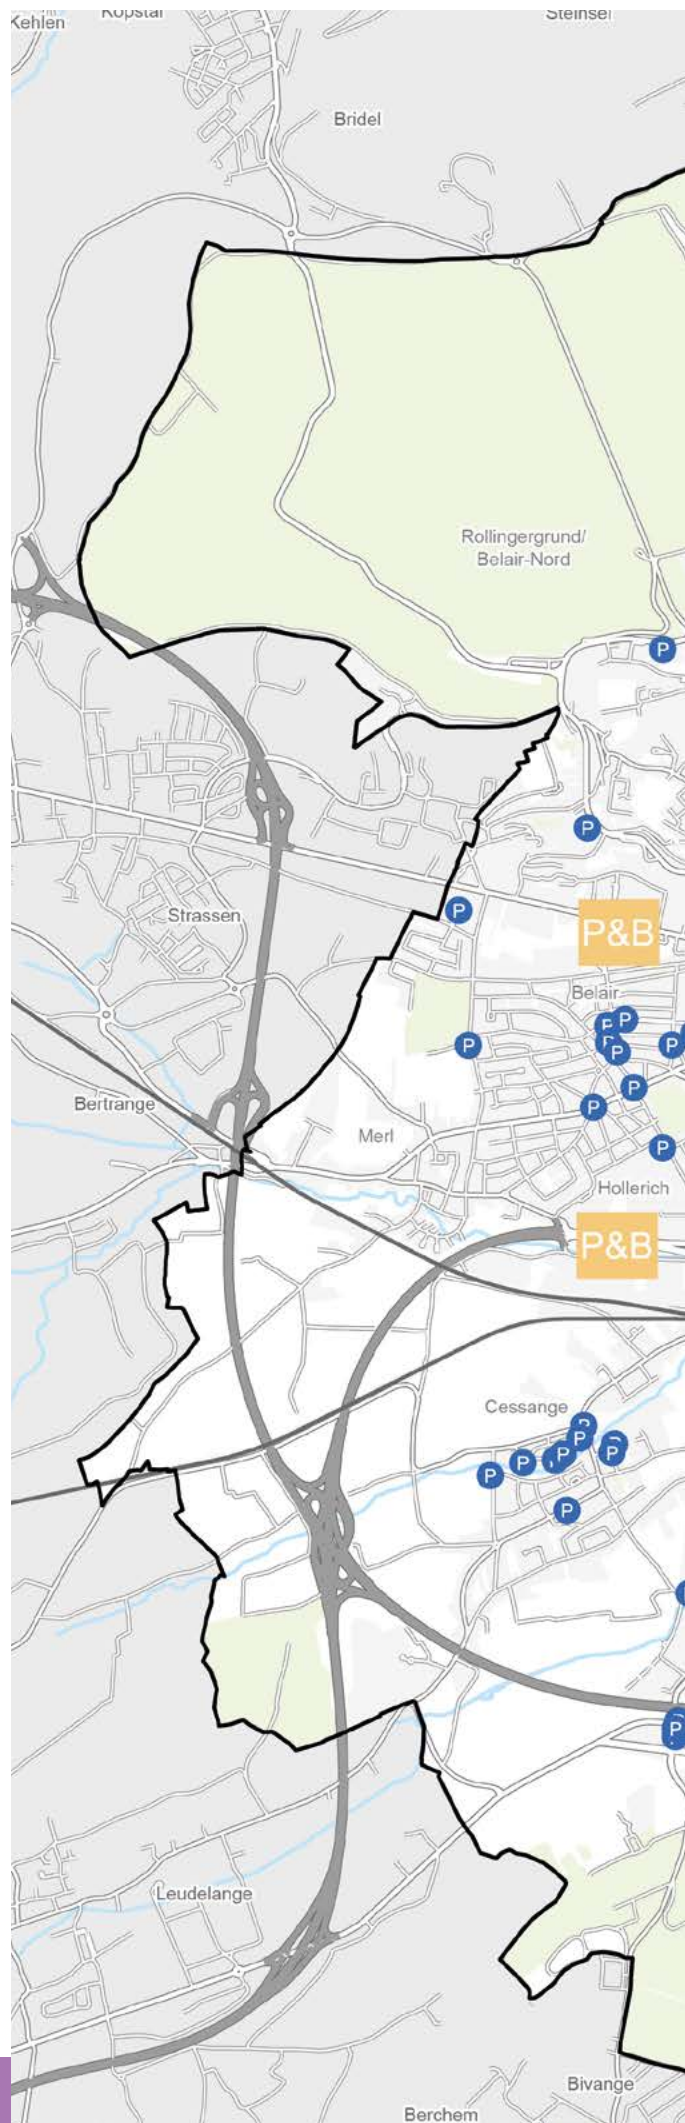 Kopstal
Steinsel
Kehlen
Bridel
Rollingergrund/
Belair-Nord
P
P
P
Strassen
P&B
Belair
P
P
P
P
P
P
P
Bertrange
P
P
Merl
P
Hollerich
P&B
Cessange
P
P
P
P
P
P
P
P
P
P
Leudelange
Bivange
Berchem